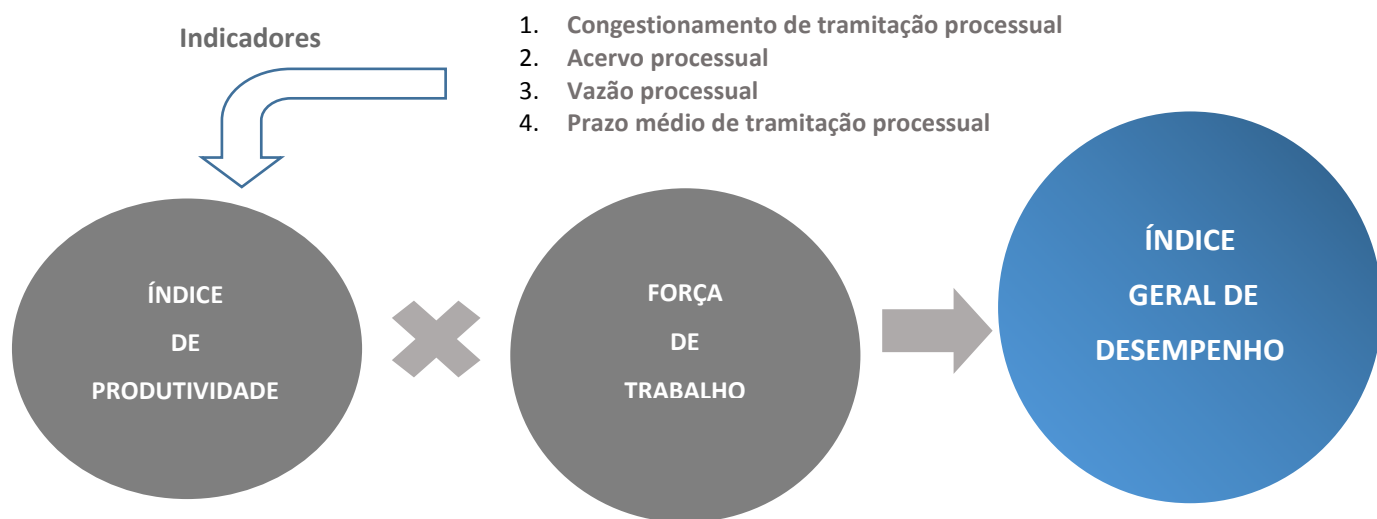 Indicadores
1. Congestionamento de tramitação processual
2. Acervo processual
3. Vazão processual
4. Prazo médio de tramitação processual
ÍNDICE
DE
PRODUTIVIDADE
FORÇA
DE
TRABALHO
ÍNDICE
GERAL DE
DESEMPENHO